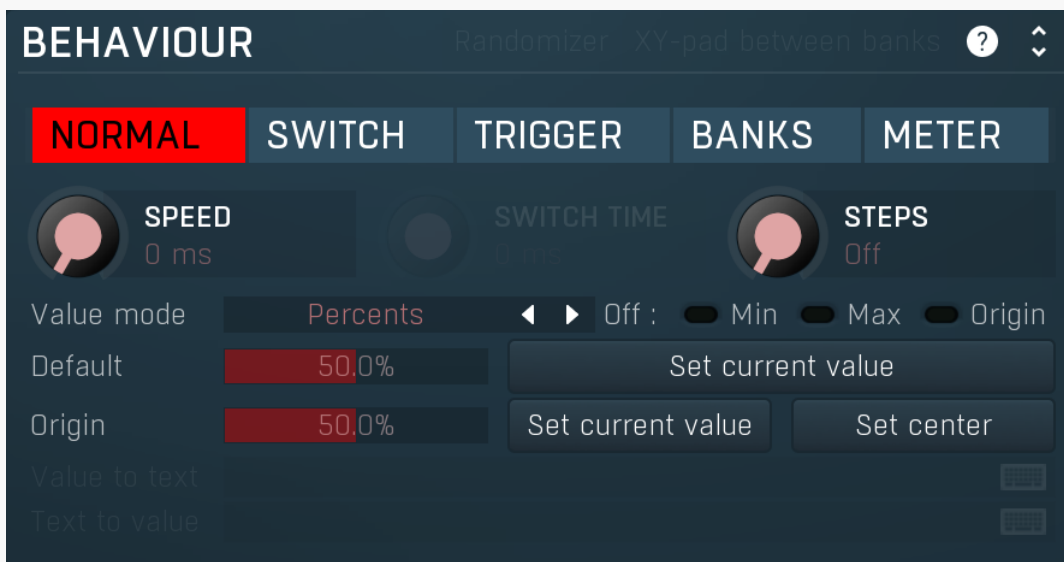 BEHAVIOUR Randomizer XY-pad between banks ?
NORMAL SWITCH TRIGGER BANKS METER
SPEED SWITCH TIME STEPS
0 ms 0 ms Off
Value mode Percents Off : Min Max Origin
Default 50.0% Set current value
Origin 50.0% Set current value Set center
Value to text
Text to value